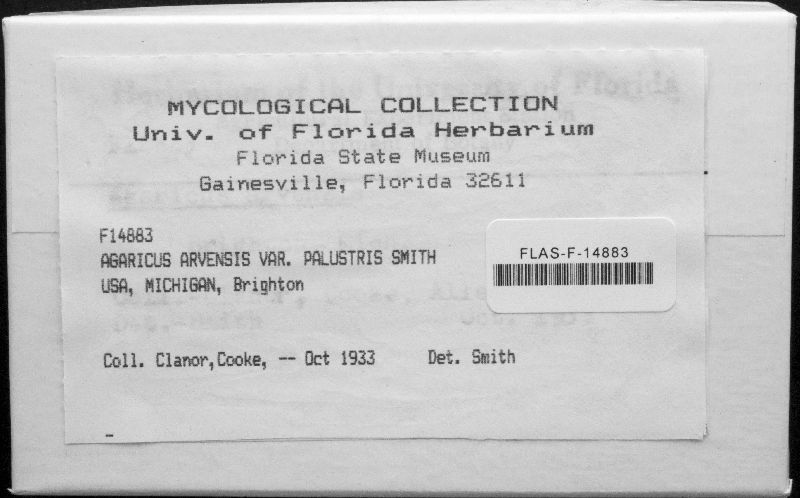 MYCOLOGICAL COLLECTION
Univ. of Florida Herbarium
Florida State Museum
Gainesville, Florida 32611
F14883
AGARICUS ARVENSIS VAR. PALUSTRIS SMITH
USA, MICHIGAN, Brighton
FLAS-F-14883
Coll. Clanor,Cooke, -- Oct 1933 Det. Smith